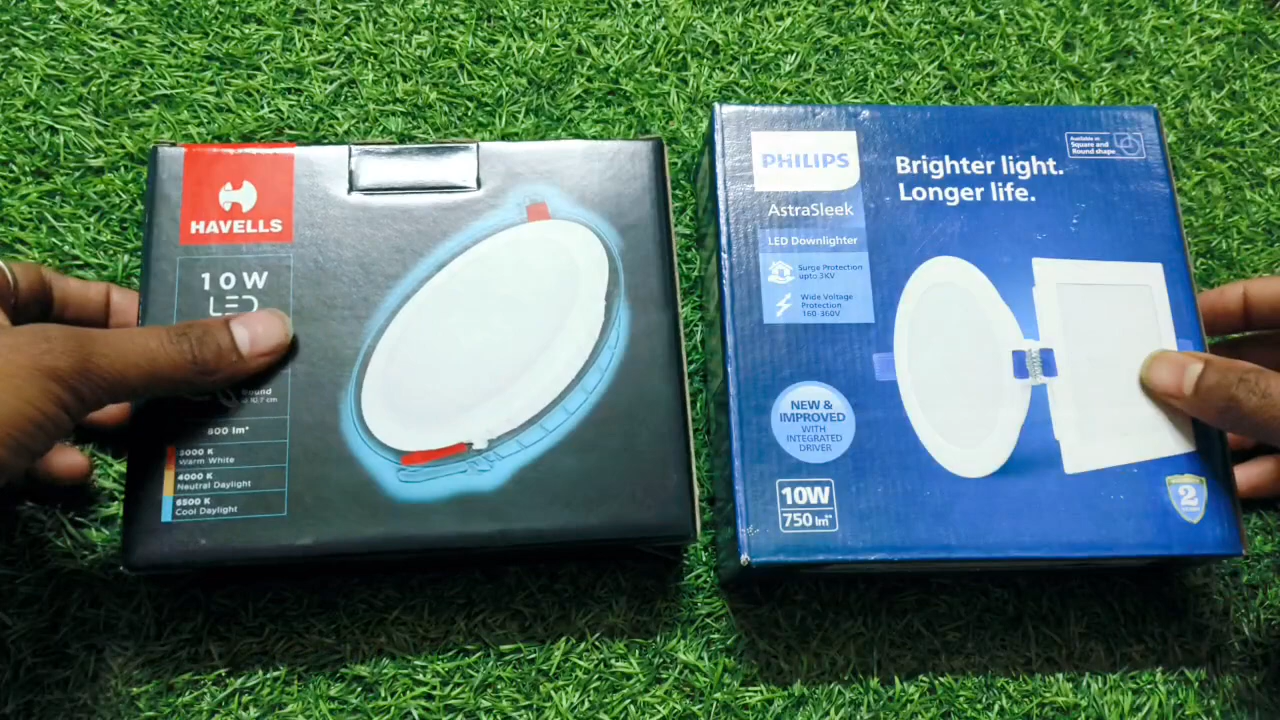 HAVELLS
10W
LED
800 lm*
3000 K
Warm White
4000 K
Neutral Daylight
6500 K
Cool Daylight
PHILIPS
AstraSleek
LED Downlighter
Surge Protection
upto 3KV
Wide Voltage
Protection
160-360V
Brighter light.
Longer life.
Available in
Square and
Round shape
NEW &
IMPROVED
WITH
INTEGRATED
DRIVER
10W
750 lm**
2